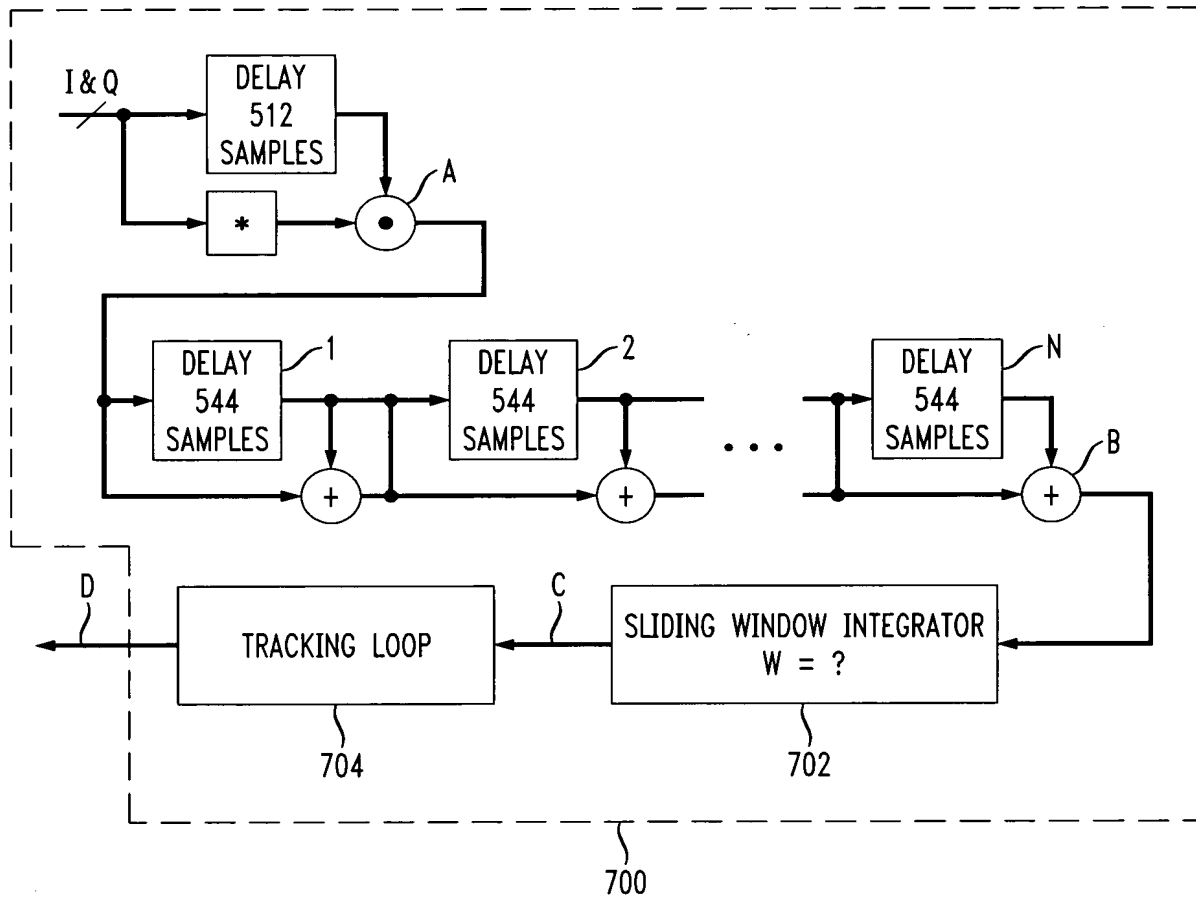 I & Q
DELAY
512
SAMPLES
A
*
DELAY
544
SAMPLES
1
DELAY
544
SAMPLES
2
DELAY
544
SAMPLES
N
+
+
+
B
...
D
TRACKING LOOP
704
C
SLIDING WINDOW INTEGRATOR
W = ?
702
700